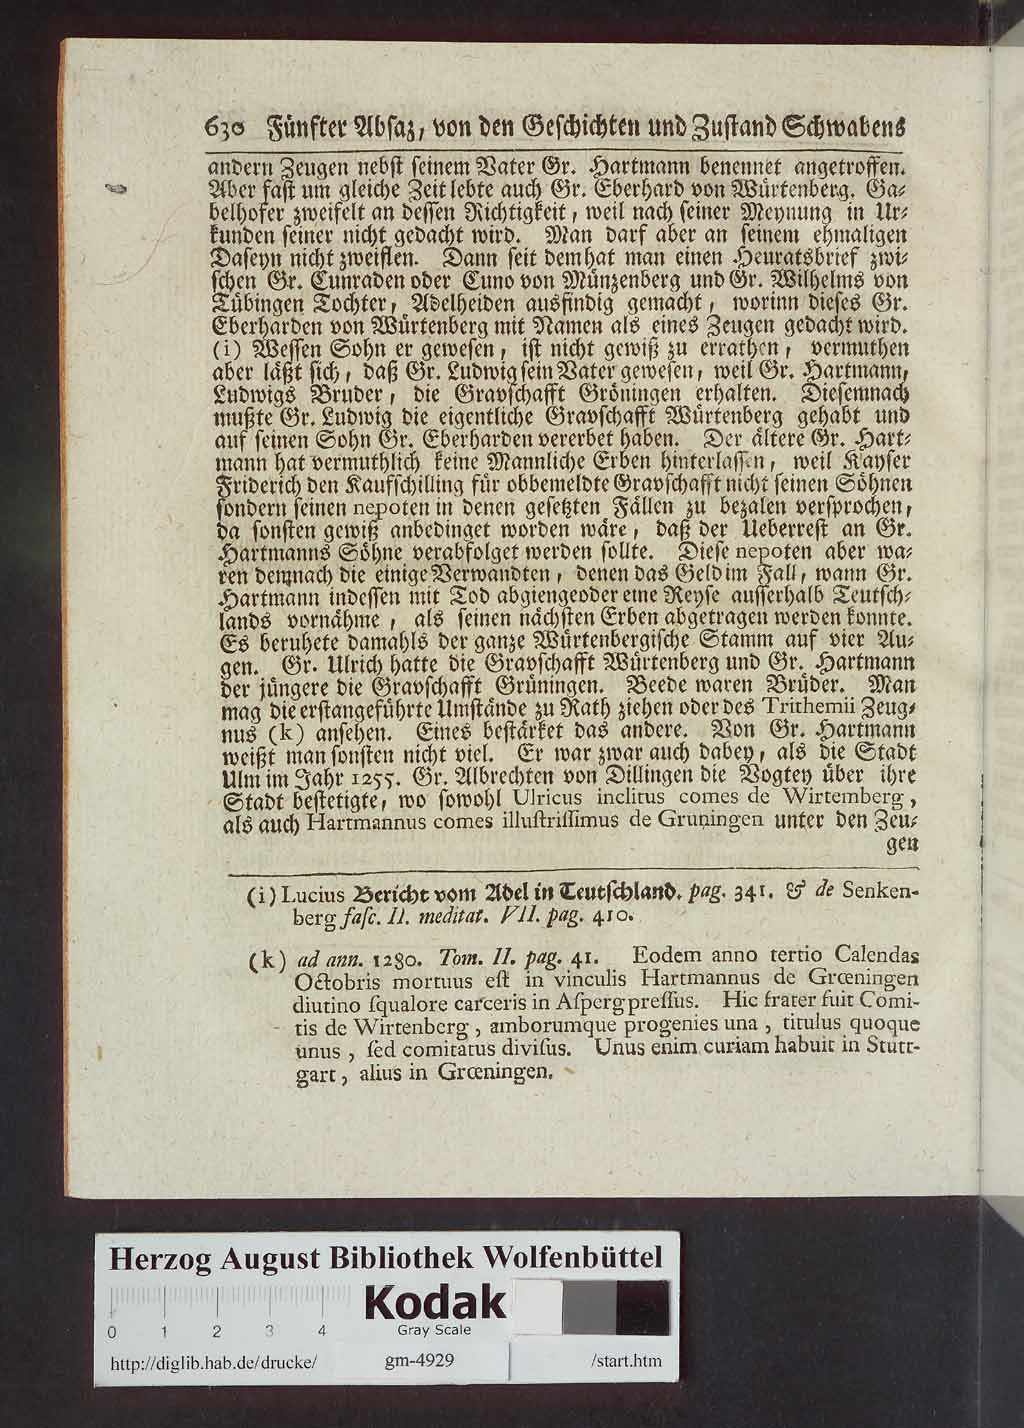 630 Fünfter Absaz, von den Geschichten und Zustand Schwabens
andern Zeugen nebst seinem Vater Gr. Hartmann benennet angetroffen.
Aber fast um gleiche Zeit lebte auch Gr. Eberhard von Würtenberg. Ga-
belhofer zweifelt an dessen Richtigkeit, weil nach seiner Meynung in Ur-
kunden seiner nicht gedacht wird. Man darf aber an seinem ehmaligen
Daseyn nicht zweiflen. Dann seit dem hat man einen Heuratsbrief zwi-
schen Gr. Cunraden oder Cuno von Münzenberg und Gr. Wilhelms von
Tübingen Tochter, Adelheiden ausfindig gemacht, worinn dieses Gr.
Eberharden von Würtenberg mit Namen als eines Zeugen gedacht wird.
(i) Wessen Sohn er gewesen, ist nicht gewiß zu errathen, vermuthen
aber läßt sich, daß Gr. Ludwig sein Vater gewesen, weil Gr. Hartmann,
Ludwigs Bruder, die Gravschafft Gröningen erhalten. Diesemnach
mußte Gr. Ludwig die eigentliche Gravschafft Würtenberg gehabt und
auf seinen Sohn Gr. Eberharden vererbet haben. Der ältere Gr. Hart-
mann hat vermuthlich keine Mannliche Erben hinterlassen, weil Kayser
Friderich den Kaufschilling für obbemeldte Gravschafft nicht seinen Söhnen
sondern seinen nepoten in denen gesetzten Fällen zu bezalen versprochen,
da sonsten gewiß anbedinget worden wäre, daß der Ueberrest an Gr.
Hartmanns Söhne verabfolget werden sollte. Diese nepoten aber wa-
ren demnach die einige Verwandten, denen das Geld im Fall, wann Gr.
Hartmann indessen mit Tod abgienge oder eine Reyse ausserhalb Teutsch-
lands vornähme, als seinen nächsten Erben abgetragen werden konnte.
Es beruhete damahls der ganze Würtenbergische Stamm auf vier Au-
gen. Gr. Ulrich hatte die Gravschafft Würtenberg und Gr. Hartmann
der jüngere die Gravschafft Grüningen. Beede waren Brüder. Man
mag die erstangeführte Umstände zu Rath ziehen oder des Trithemii Zeug-
nus (k) ansehen. Eines bestärket das andere. Von Gr. Hartmann
weißt man sonsten nicht viel. Er war zwar auch dabey, als die Stadt
Ulm im Jahr 1255. Gr. Albrechten von Dillingen die Vogtey über ihre
Stadt bestetigte, wo sowohl Ulricus inclitus comes de Wirtemberg,
als auch Hartmannus comes illustrissimus de Gruningen unter den Zeu-
gen
(i) Lucius Bericht vom Adel in Teutschland. pag. 341. & de Senken-
berg fasc. II. meditat. VII. pag. 410.
(k) ad ann. 1280. Tom. II. pag. 41. Eodem anno tertio Calendas
Octobris mortuus est in vinculis Hartmannus de Grœningen
diutino squalore carceris in Asperg pressus. Hic frater fuit Comi-
tis de Wirtenberg, amborumque progenies una, titulus quoque
unus, sed comitatus divisus. Unus enim curiam habuit in Stutt-
gart, alius in Grœningen.
Herzog August Bibliothek Wolfenbüttel
Kodak
0 1 2 3 4 Gray Scale
http://diglib.hab.de/drucke/ gm-4929 /start.htm